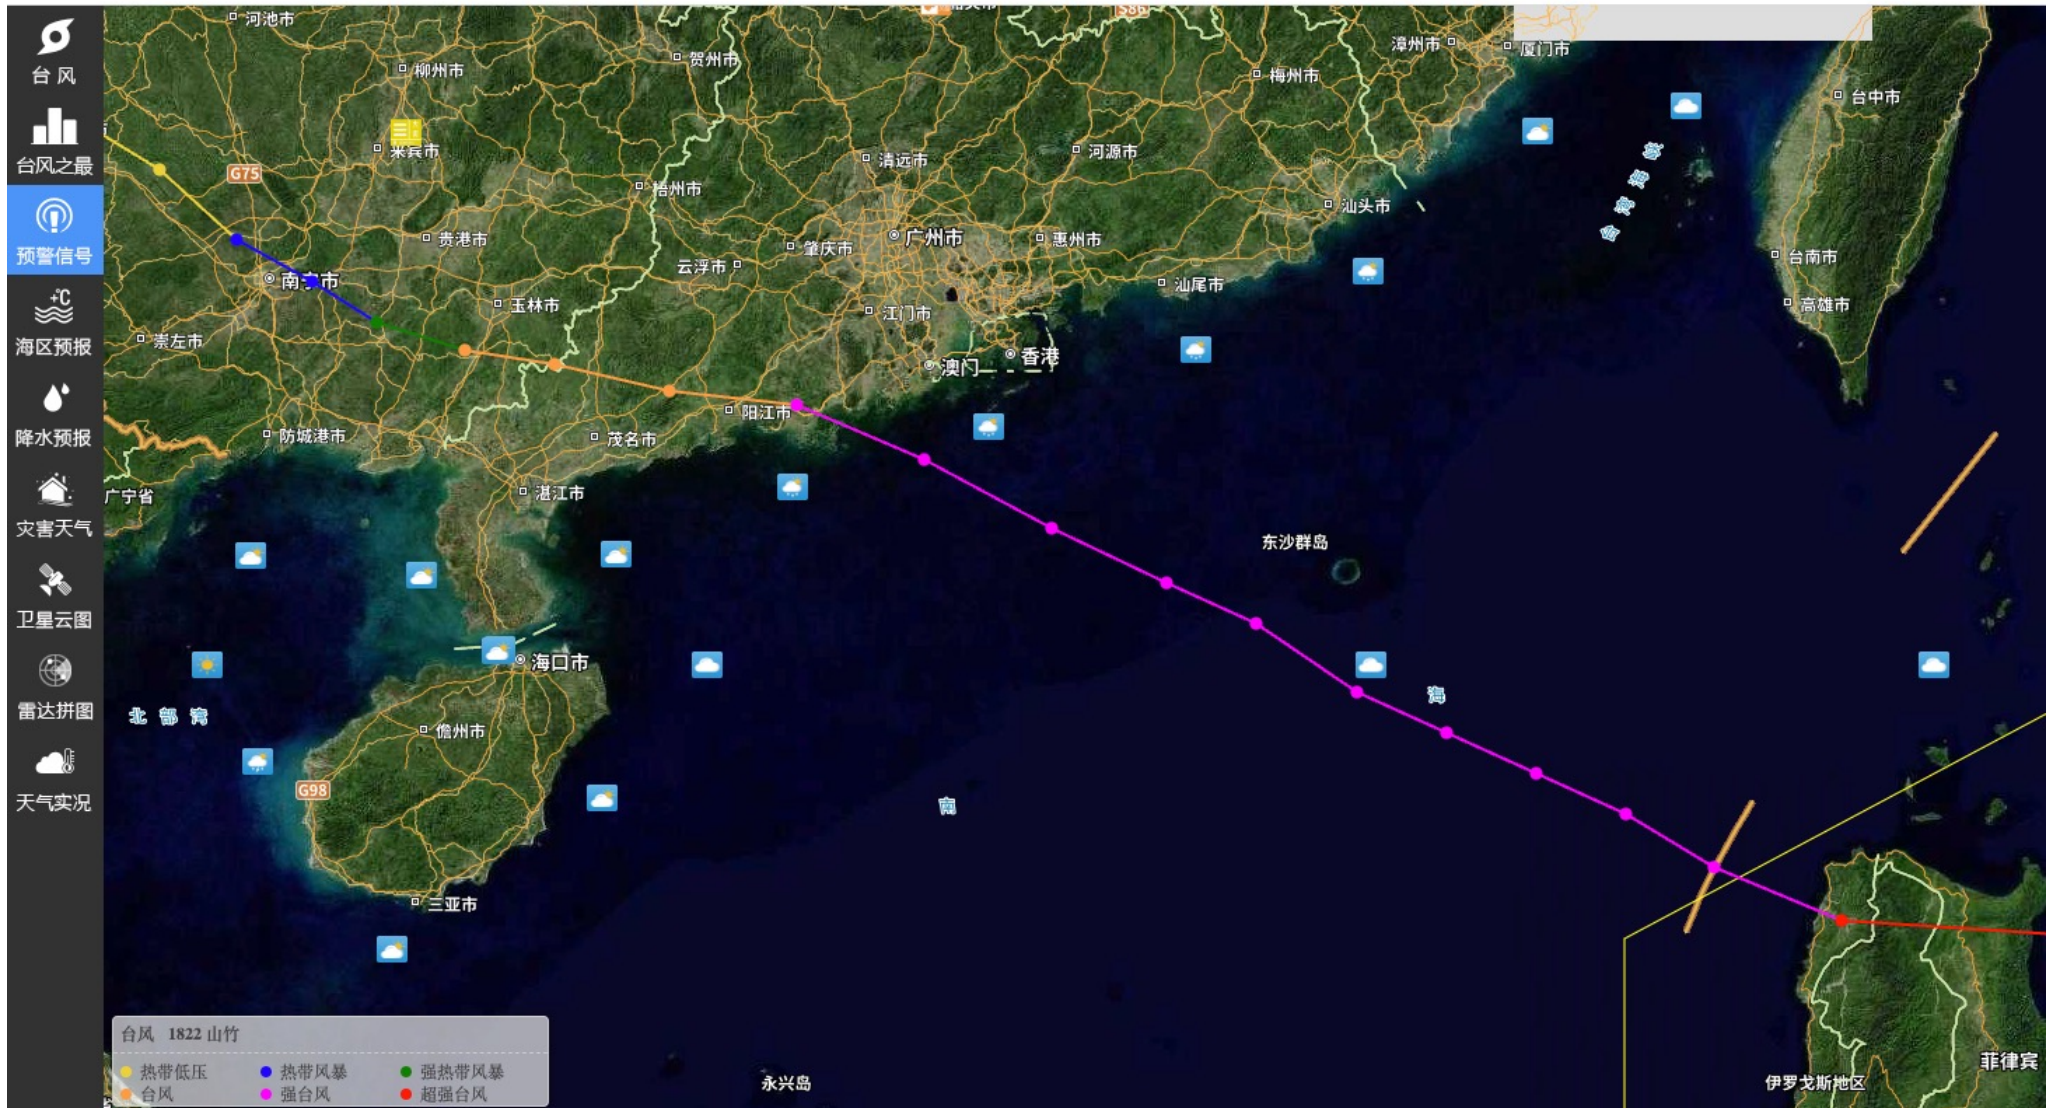 台风
台风之最
预警信号
海区预报
降水预报
灾害天气
卫星云图
雷达拼图
天气实况
河池市
S86
漳州市
厦门市
贺州市
柳州市
梅州市
台中市
来宾市
清远市
河源市
G75
梧州市
汕头市
台湾海峡
贵港市
肇庆市
广州市
惠州市
云浮市
台南市
南宁市
玉林市
汕尾市
高雄市
江门市
崇左市
香港
澳门
阳江市
防城港市
茂名市
广宁省
湛江市
东沙群岛
海口市
北部湾
海
儋州市
G98
南
三亚市
台风 1822 山竹
热带低压 热带风暴 强热带风暴
台风 强台风 超强台风
永兴岛
伊罗戈斯地区
菲律宾